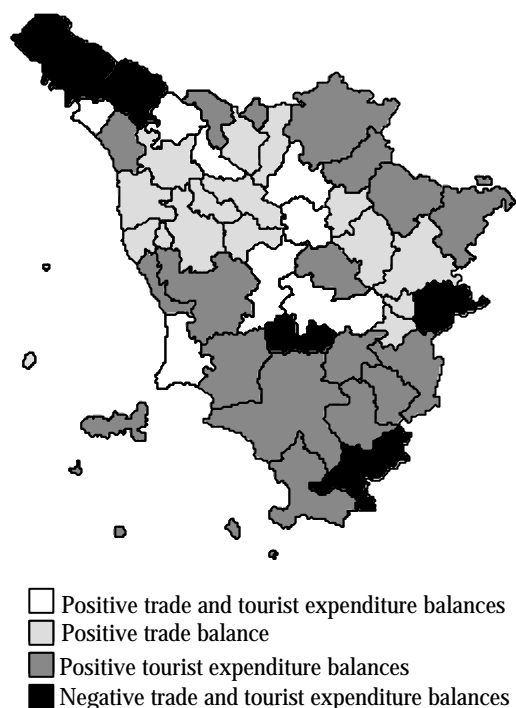 Positive trade and tourist expenditure balances
Positive trade balance
Positive tourist expenditure balances
Negative trade and tourist expenditure balances